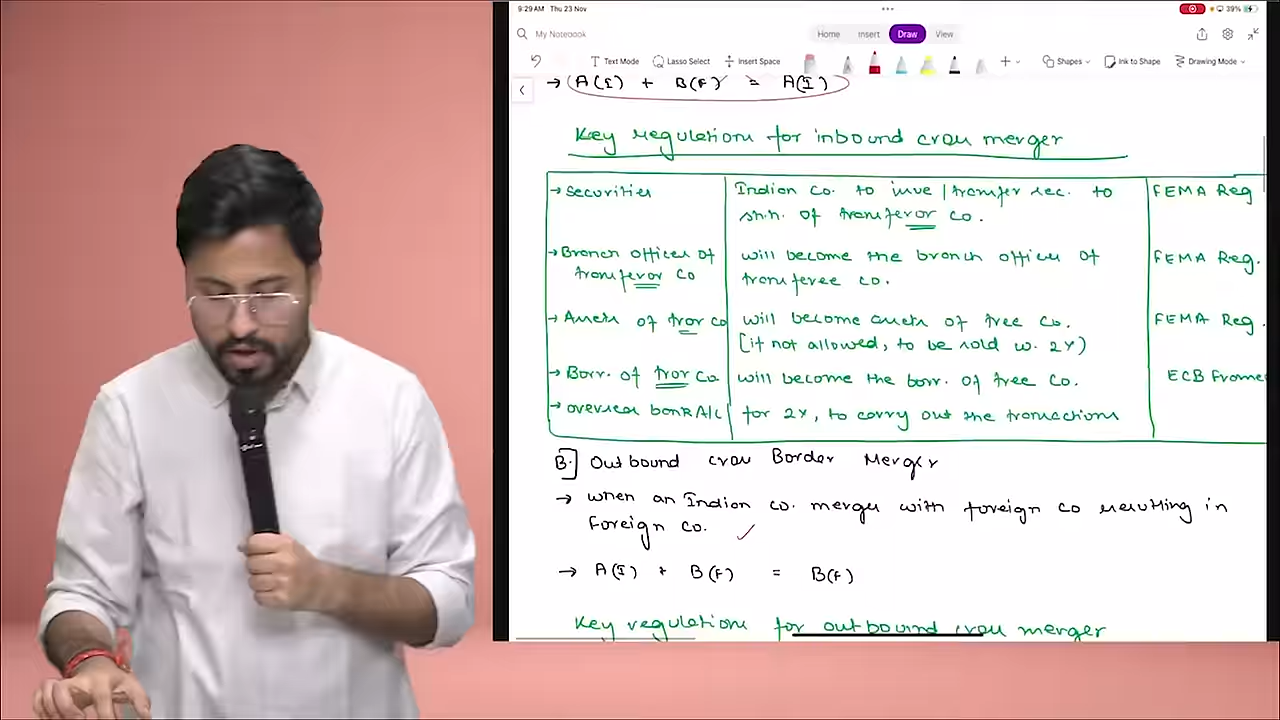 9:29 AM Thu 23 Nov
39%
My Notebook
Home Insert Draw View
Text Mode Lasso Select Insert Space Shapes Ink to Shape Drawing Mode
→ A(I) + B(F) = A(I)
Key regulations for inbound cross merger
→ Securities Indian Co. to issue / transfer sec. to FEMA Reg
sh.h. of transferor co.
→ Branch offices of will become the branch offices of FEMA Reg.
transferor co transferee co.
→ Assets of tror co will become assets of tree co. FEMA Reg.
[if not allowed, to be sold w. 2Y)
→ Borr. of tror co. will become the borr. of tree co. ECB Frame
→ overseas bank A/c for 2Y, to carry out the transactions
B.] Outbound cross Border Merger
→ when an Indian co. merges with foreign co resulting in
Foreign co.
→ A(I) + B(F) = B(F)
Key regulations for outbound cross merger